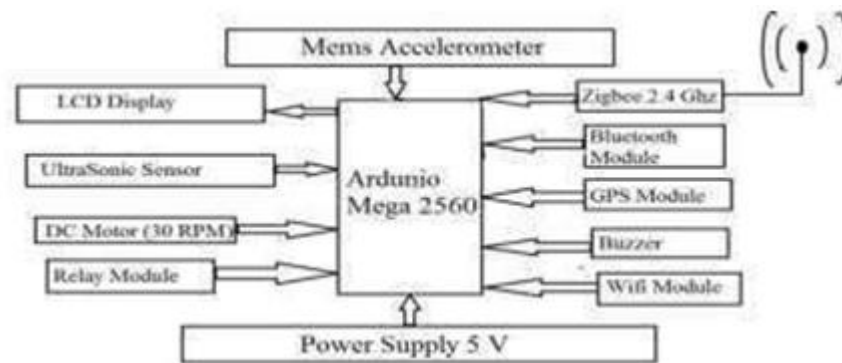 Mems Accelerometer
LCD Display
UltraSonic Sensor
DC Motor (30 RPM)
Relay Module
Ardunio
Mega 2560
Zigbee 2.4 Ghz
Bluetooth
Module
GPS Module
Buzzer
Wifi Module
Power Supply 5 V